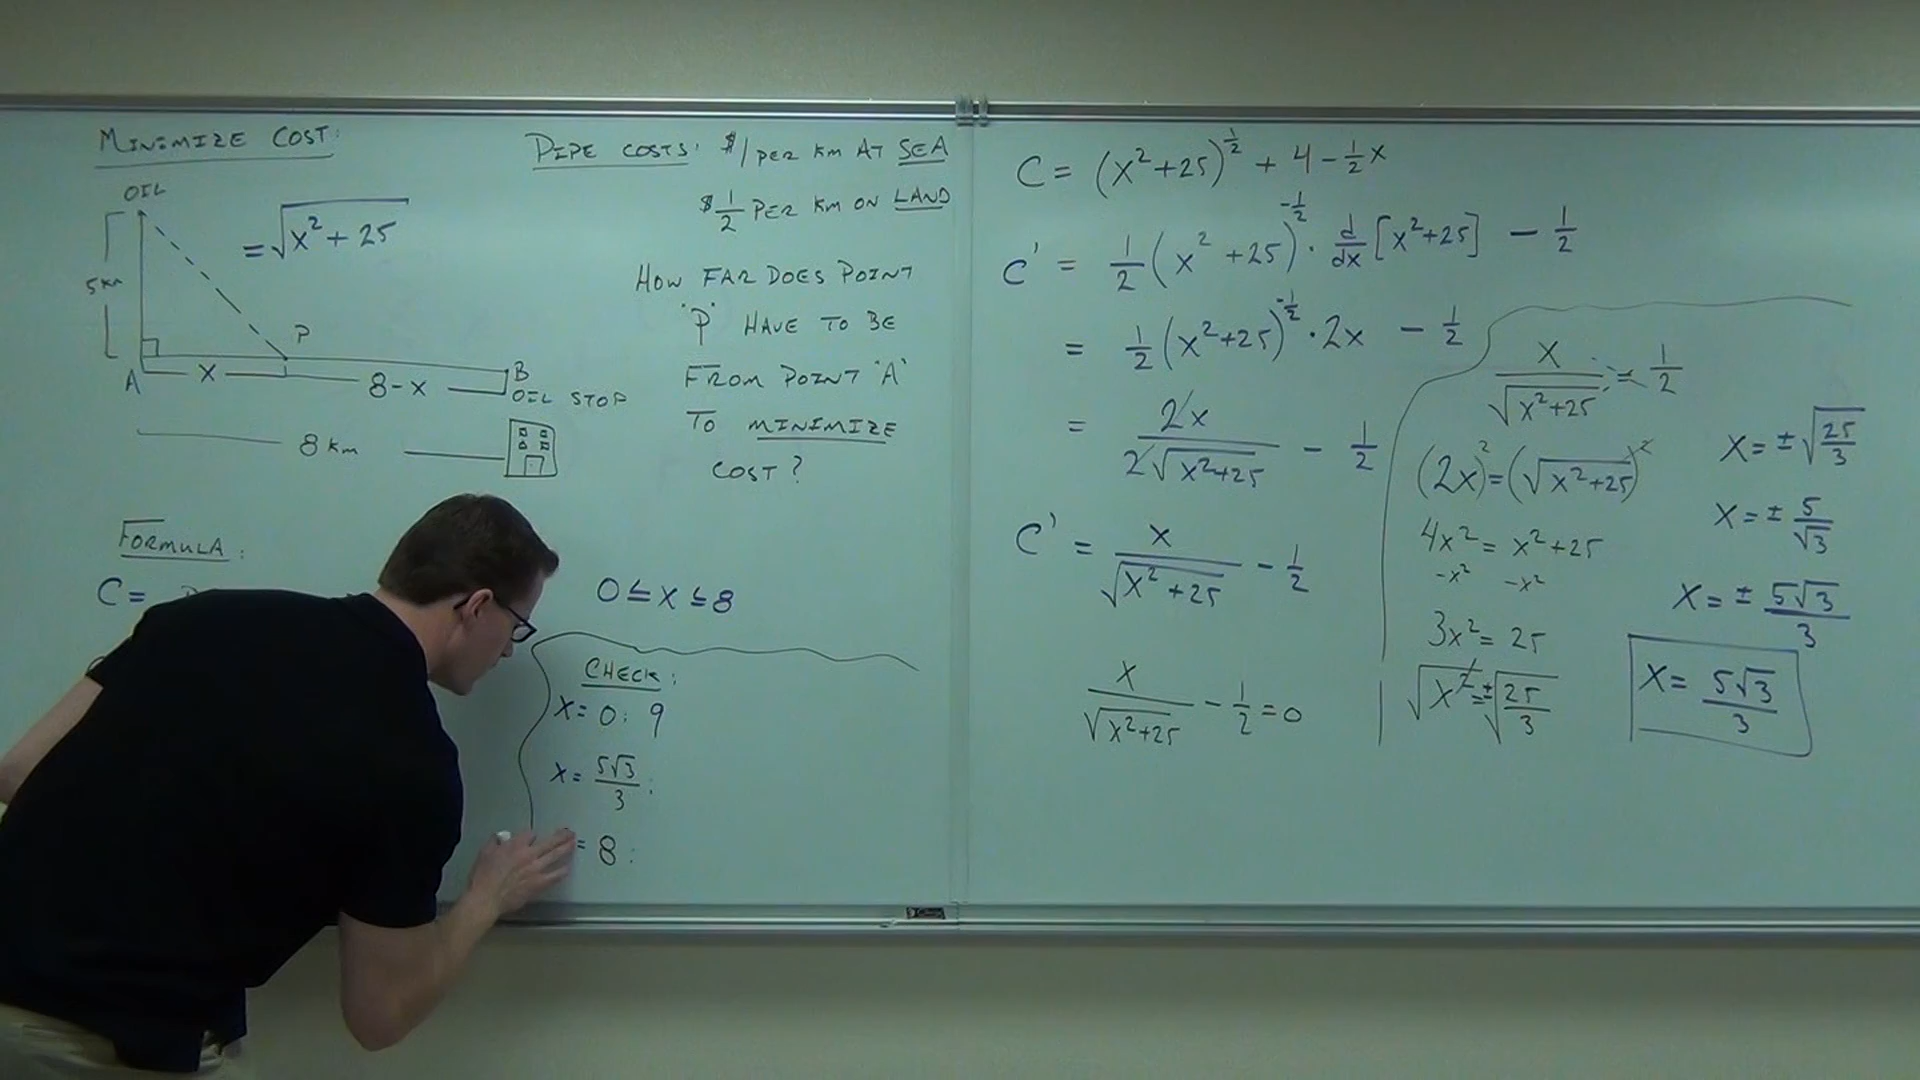 MINIMIZE COST:
OIL
5 km
= √(x² + 25)
P
A
x
8 - x
B
OIL STOP
8 km
PIPE COSTS: $1 PER KM AT SEA
$ 1/2 PER KM ON LAND
HOW FAR DOES POINT
"P" HAVE TO BE
FROM POINT "A"
TO MINIMIZE
COST?
FORMULA:
C =
0 ≤ x ≤ 8
CHECK:
x = 0: 9
x = 5√3/3:
= 8:
C = (x² + 25)^(1/2) + 4 - 1/2 x
C' = 1/2 (x² + 25)^(-1/2) · d/dx [x² + 25] - 1/2
= 1/2 (x² + 25)^(-1/2) · 2x - 1/2
= 2x / 2√(x² + 25) - 1/2
C' = x / √(x² + 25) - 1/2
x / √(x² + 25) - 1/2 = 0
x / √(x² + 25) = 1/2
(2x)² = (√(x² + 25))²
4x² = x² + 25
-x² -x²
3x² = 25
√x² = ± √(25/3)
x = ± √(25/3)
x = ± 5/√3
x = ± 5√3/3
x = 5√3/3